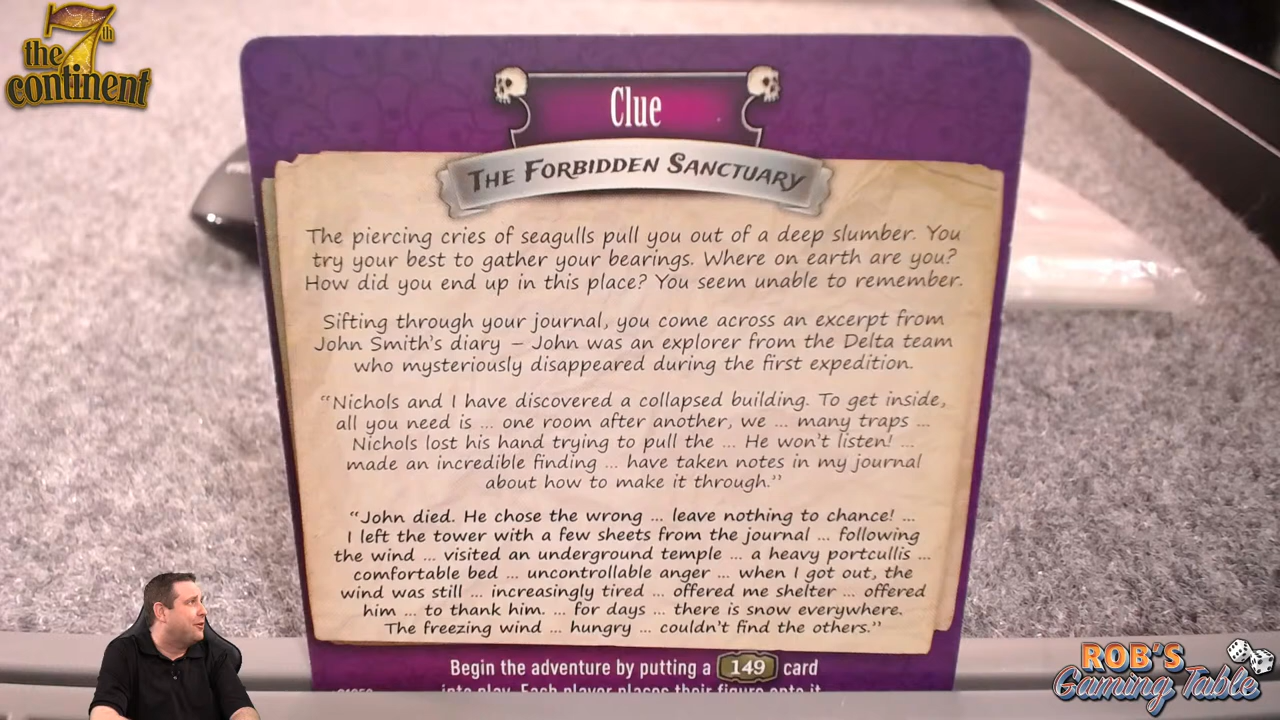 the 7th
continent
Clue
THE FORBIDDEN SANCTUARY
The piercing cries of seagulls pull you out of a deep slumber. You
try your best to gather your bearings. Where on earth are you?
How did you end up in this place? You seem unable to remember.
Sifting through your journal, you come across an excerpt from
John Smith's diary – John was an explorer from the Delta team
who mysteriously disappeared during the first expedition.
“Nichols and I have discovered a collapsed building. To get inside,
all you need is ... one room after another, we ... many traps ...
Nichols lost his hand trying to pull the ... He won't listen! ...
made an incredible finding ... have taken notes in my journal
about how to make it through.”
“John died. He chose the wrong ... leave nothing to chance! ...
I left the tower with a few sheets from the journal ... following
the wind ... visited an underground temple ... a heavy portcullis ...
comfortable bed ... uncontrollable anger ... when I got out, the
wind was still ... increasingly tired ... offered me shelter ... offered
him ... to thank him. ... for days ... there is snow everywhere.
The freezing wind ... hungry ... couldn't find the others.”
Begin the adventure by putting a 149 card
into play. Each player places their figure onto it
ROB'S
Gaming Table